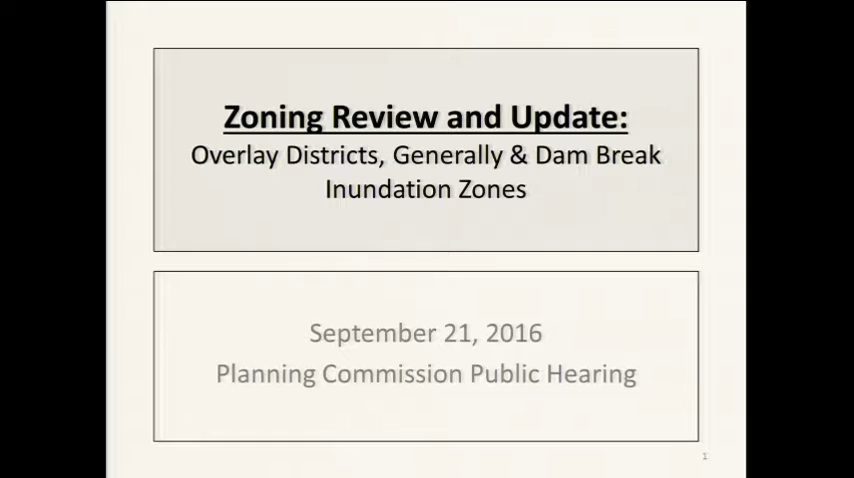 Zoning Review and Update:
Overlay Districts, Generally & Dam Break
Inundation Zones
September 21, 2016
Planning Commission Public Hearing
1